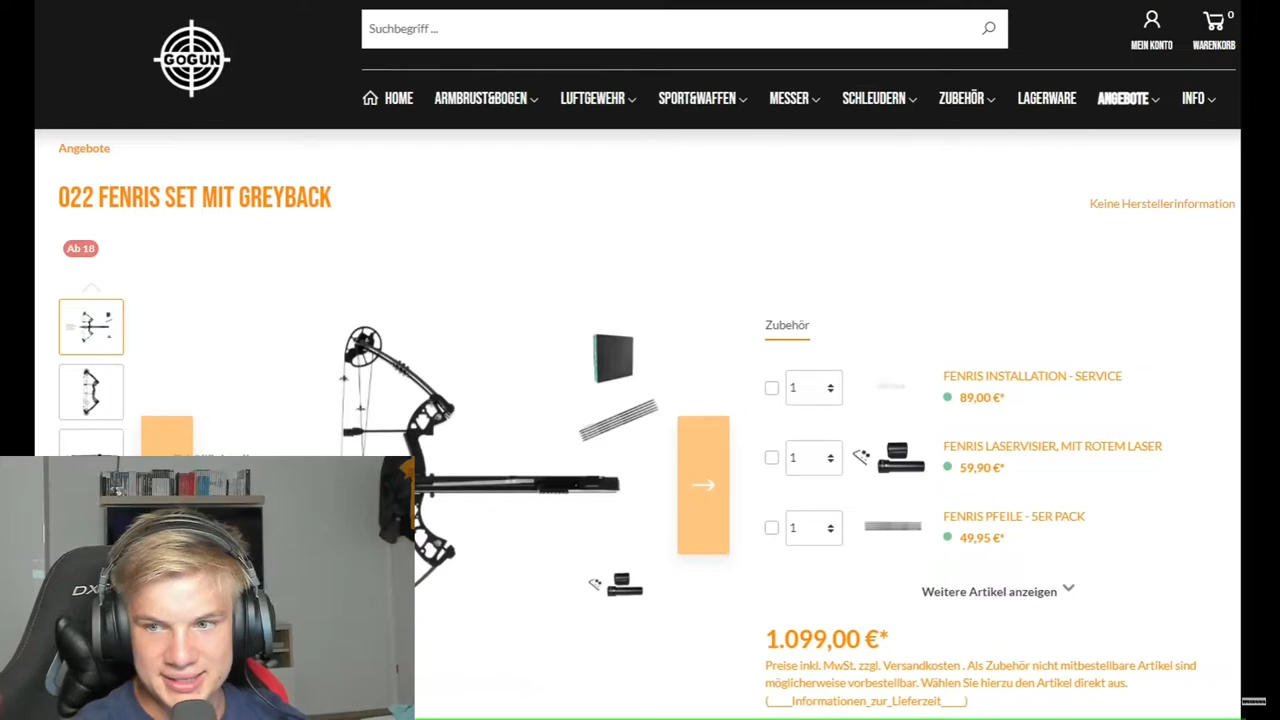 GOGUN
Suchbegriff ...
0
MEIN KONTO
WARENKORB
HOME
ARMBRUST&BOGEN
LUFTGEWEHR
SPORT&WAFFEN
MESSER
SCHLEUDERN
ZUBEHÖR
LAGERWARE
ANGEBOTE
INFO
Angebote
022 FENRIS SET MIT GREYBACK
Keine Herstellerinformation
Ab 18
Zubehör
1
FENRIS INSTALLATION - SERVICE
89,00 €*
1
FENRIS LASERVISIER, MIT ROTEM LASER
59,90 €*
1
FENRIS PFEILE - 5ER PACK
49,95 €*
Weitere Artikel anzeigen
1.099,00 €*
Preise inkl. MwSt. zzgl. Versandkosten . Als Zubehör nicht mitbestellbare Artikel sind
möglicherweise vorbestellbar. Wählen Sie hierzu den Artikel direkt aus.
(____Informationen_zur_Lieferzeit____)
DX